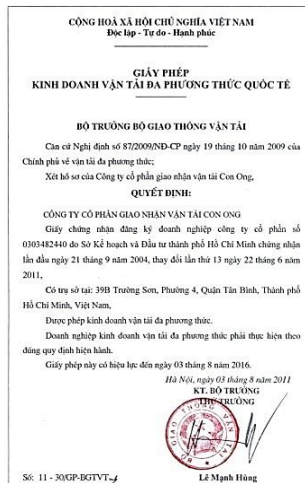 CỘNG HOÀ XÃ HỘI CHỦ NGHĨA VIỆT NAM
Độc lập - Tự do - Hạnh phúc
GIẤY PHÉP
KINH DOANH VẬN TẢI ĐA PHƯƠNG THỨC QUỐC TẾ
BỘ TRƯỞNG BỘ GIAO THÔNG VẬN TẢI
Căn cứ Nghị định số 87/2009/NĐ-CP ngày 19 tháng 10 năm 2009 của
Chính phủ về vận tải đa phương thức;
Xét hồ sơ của Công ty cổ phần giao nhận vận tải Con Ong,
QUYẾT ĐỊNH:
CÔNG TY CỔ PHẦN GIAO NHẬN VẬN TẢI CON ONG
Giấy chứng nhận đăng ký doanh nghiệp công ty cổ phần số
0303482440 do Sở Kế hoạch và Đầu tư thành phố Hồ Chí Minh chứng nhận
lần đầu ngày 21 tháng 9 năm 2004, thay đổi lần thứ 13 ngày 22 tháng 6 năm
2011,
Có trụ sở tại: 39B Trường Sơn, Phường 4, Quận Tân Bình, Thành phố
Hồ Chí Minh, Việt Nam,
Được phép kinh doanh vận tải đa phương thức.
Doanh nghiệp kinh doanh vận tải đa phương thức phải thực hiện theo
đúng quy định hiện hành.
Giấy phép này có hiệu lực đến ngày 03 tháng 8 năm 2016.
Hà Nội, ngày 03 tháng 8 năm 2011
KT. BỘ TRƯỞNG
THỨ TRƯỞNG
BỘ GIAO THÔNG VẬN TẢI
Lê Mạnh Hùng
Số: 11 - 30/GP-BGTVT